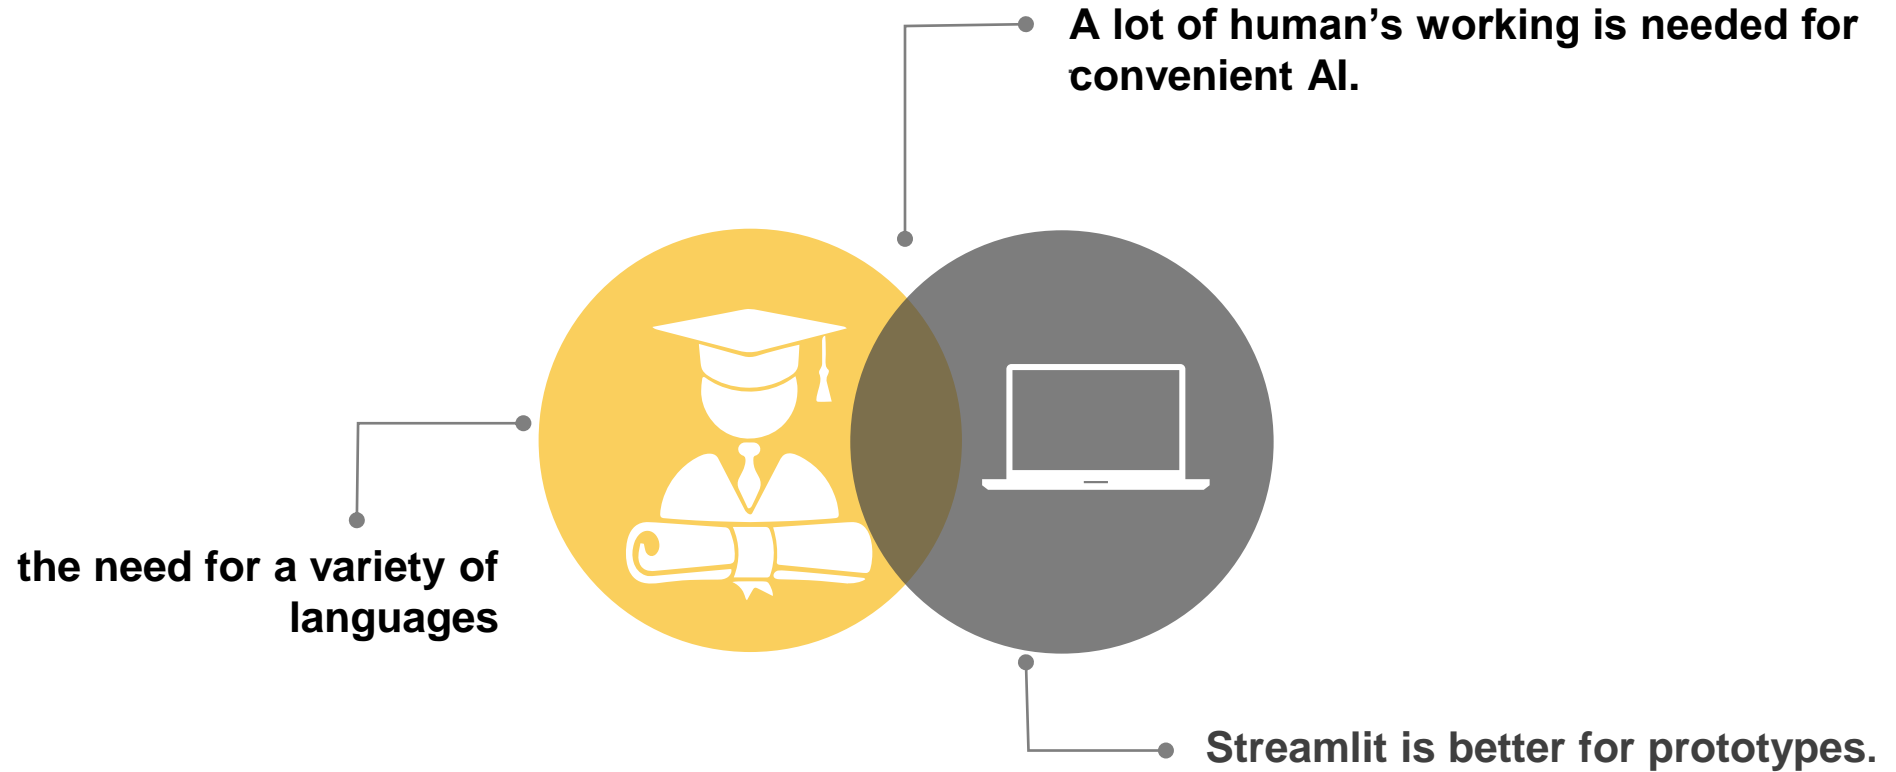 A lot of human’s working is needed for
convenient AI.
the need for a variety of
languages
Streamlit is better for prototypes.